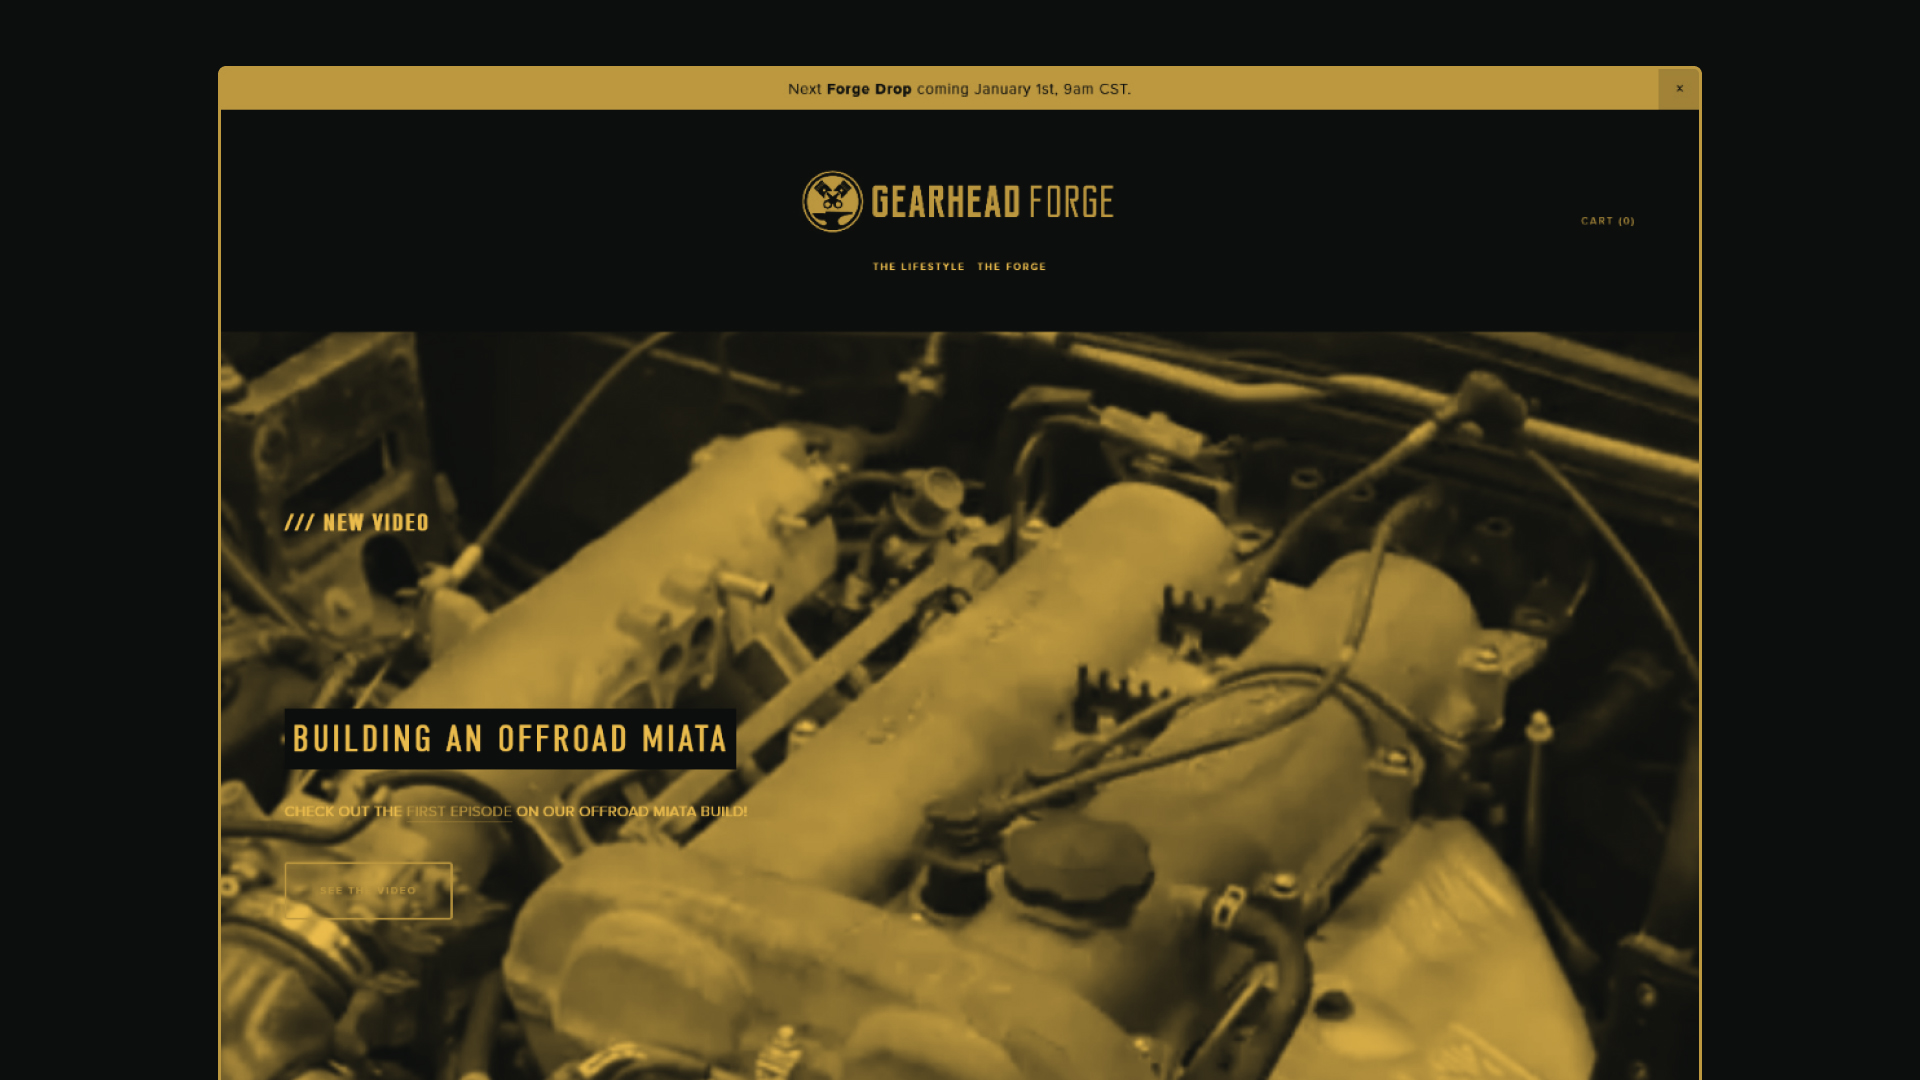 Next Forge Drop coming January 1st, 9am CST.
×
GEARHEAD FORGE
CART (0)
THE LIFESTYLE THE FORGE
/// NEW VIDEO
BUILDING AN OFFROAD MIATA
CHECK OUT THE FIRST EPISODE ON OUR OFFROAD MIATA BUILD!
SEE THE VIDEO